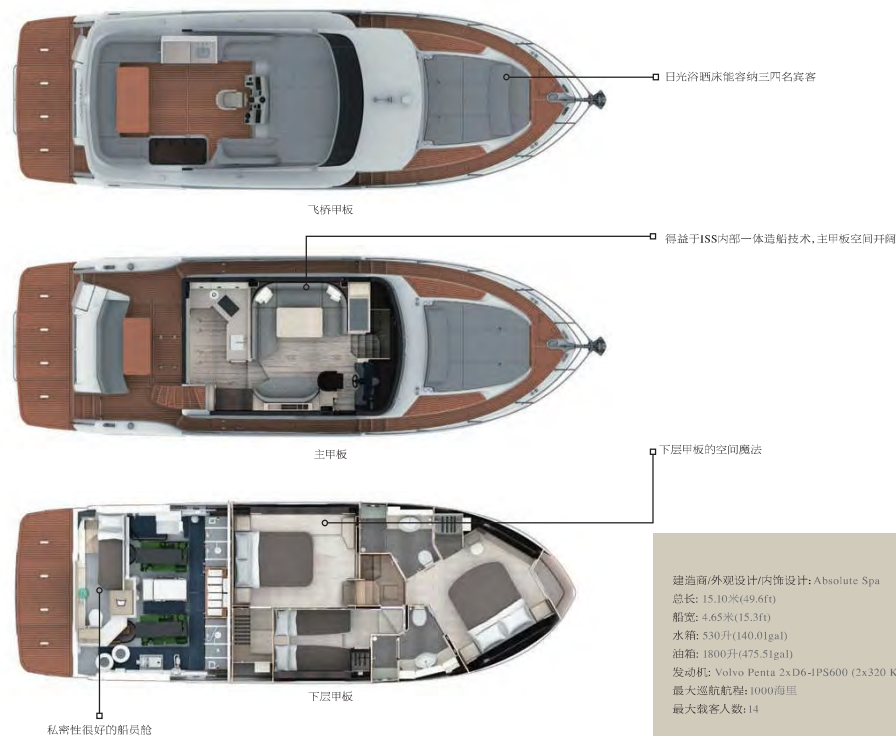 日光浴晒床能容纳三四名宾客
飞桥甲板
得益于ISS内部一体造船技术,主甲板空间开阔
主甲板
下层甲板的空间魔法
建造商/外观设计/内饰设计: Absolute Spa
总长: 15.10米(49.6ft)
船宽: 4.65米(15.3ft)
水箱: 530升(140.01gal)
油箱: 1800升(475.51gal)
发动机: Volvo Penta 2xD6-IPS600 (2x320 K
最大巡航航程: 1000海里
最大载客人数: 14
下层甲板
私密性很好的船员舱